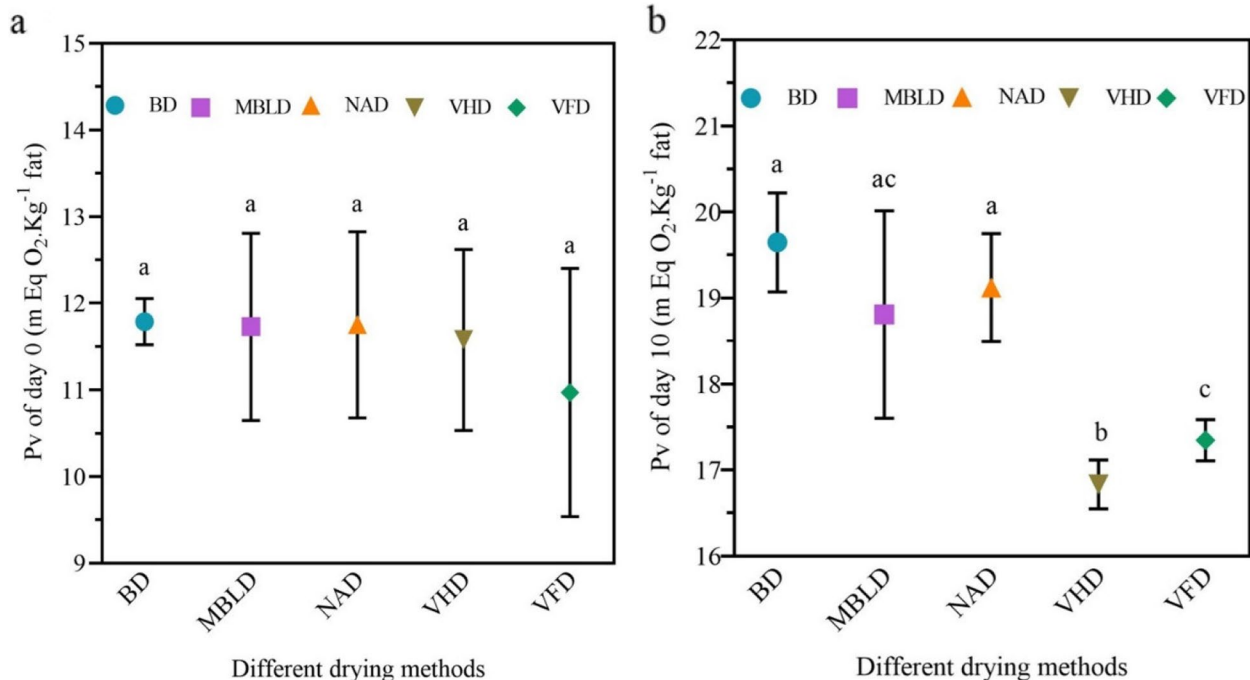 a
Pv of day 0 (m Eq O₂.Kg⁻¹ fat)
15
14
13
12
11
10
9
BD MBLD NAD VHD VFD
a a a a a
BD MBLD NAD VHD VFD
Different drying methods
b
Pv of day 10 (m Eq O₂.Kg⁻¹ fat)
22
21
20
19
18
17
16
BD MBLD NAD VHD VFD
a ac a b c
BD MBLD NAD VHD VFD
Different drying methods